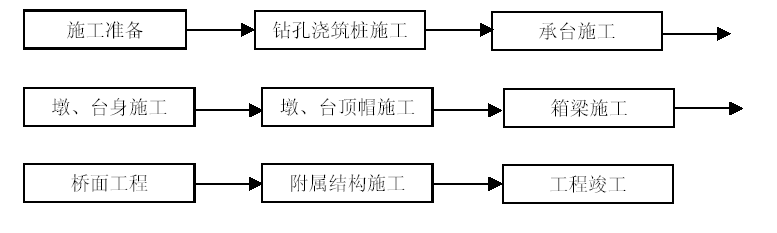 施工准备 钻孔浇筑桩施工 承台施工
墩、台身施工 墩、台顶帽施工 箱梁施工
桥面工程 附属结构施工 工程竣工